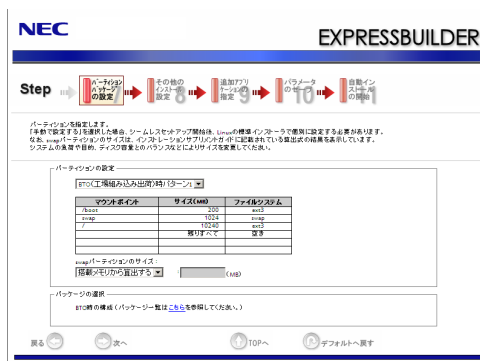 NEC
EXPRESSBUILDER
Step
パーティション パッケージ の設定 7
その他の インストール 設定 8
追加アプリ ケーションの 指定 9
パラメータ のセーブ 10
自動イン ストール の開始 11
パーティションを指定します。
「手動で設定する」を選択した場合、シームレスセットアップ開始後、Linuxの標準インストーラで個別に設定する必要があります。
なお、swapパーティションのサイズは、インストレーションサプリメントガイドに記載されている算出式の結果を表示しています。
システムの負荷や目的、ディスク容量とのバランスなどによりサイズを変更してください。
パーティションの設定
BTO(工場組み込み出荷)時パターン1
マウントポイント サイズ(MB) ファイルシステム
/boot 200 ext3
swap 1024 swap
/ 10240 ext3
残りすべて 空き
swapパーティションのサイズ:
搭載メモリから算出する : (MB)
パッケージの選択
BTO時の構成(パッケージ一覧はこちらを参照してください。)
戻る 次へ TOPへ デフォルトへ戻す